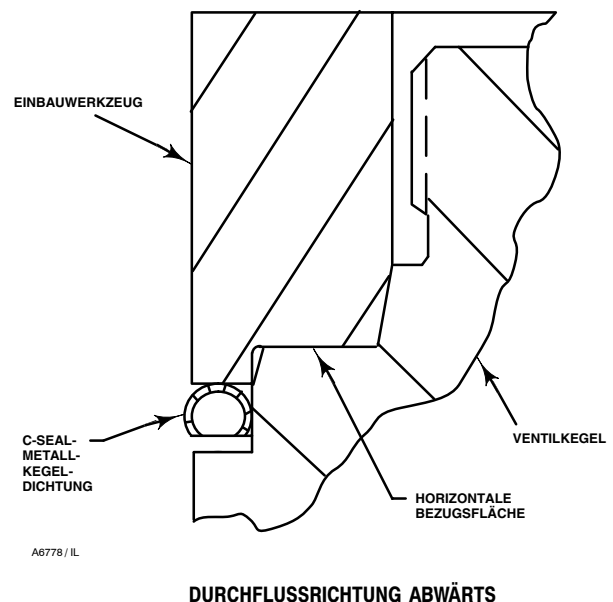 EINBAUWERKZEUG
C-SEAL-
METALL-
KEGEL-
DICHTUNG
VENTILKEGEL
HORIZONTALE
BEZUGSFLÄCHE
A6778 / IL
DURCHFLUSSRICHTUNG ABWÄRTS